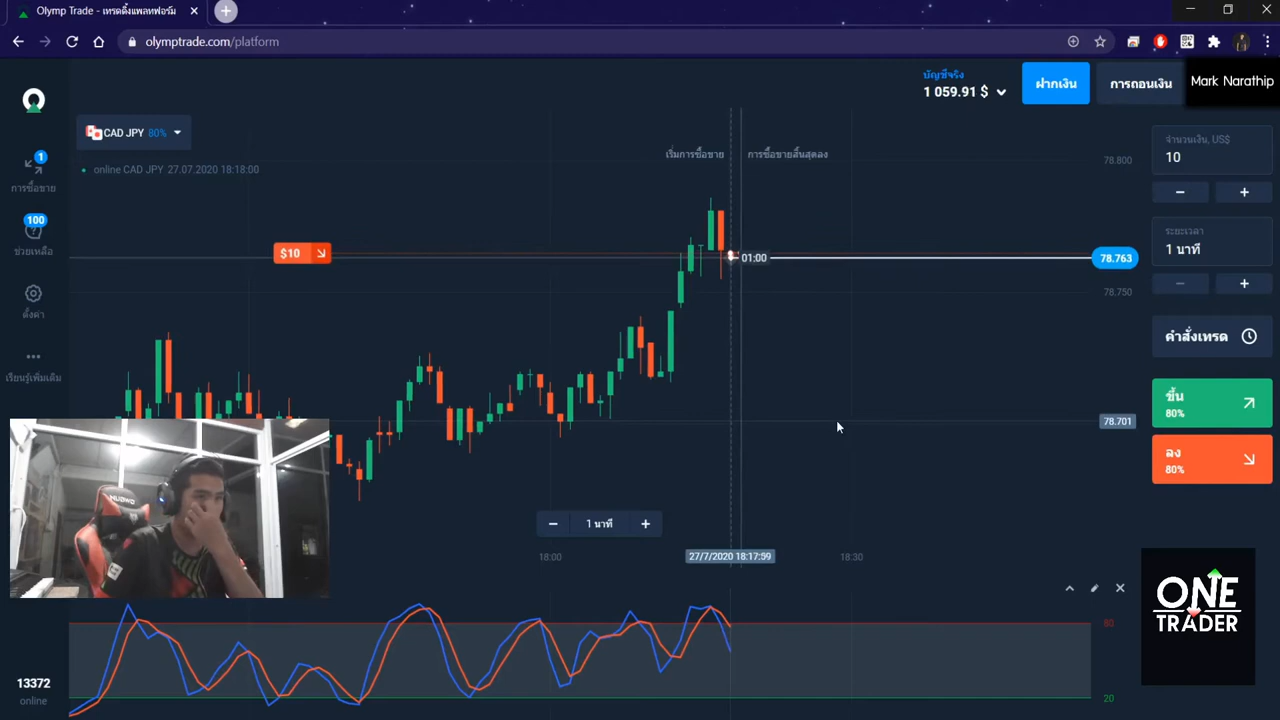 Olymp Trade - เทรดดิ้งแพลทฟอร์ม
olymptrade.com/platform
บัญชีจริง
1 059.91 $
ฝากเงิน
การถอนเงิน
Mark Narathip
CAD JPY 80%
online CAD JPY 27.07.2020 18:18:00
เริ่มการซื้อขาย
การซื้อขายสิ้นสุดลง
78.800
จำนวนเงิน, US$
10
1
การซื้อขาย
100
ช่วยเหลือ
ระยะเวลา
1 นาที
$10
01:00
78.763
78.750
ตั้งค่า
คำสั่งเทรด
เรียนรู้เพิ่มเติม
ขึ้น
80%
78.701
ลง
80%
MUDWO
1 นาที
18:00
27/7/2020 18:17:59
18:30
ONE
TRADER
80
20
13372
online